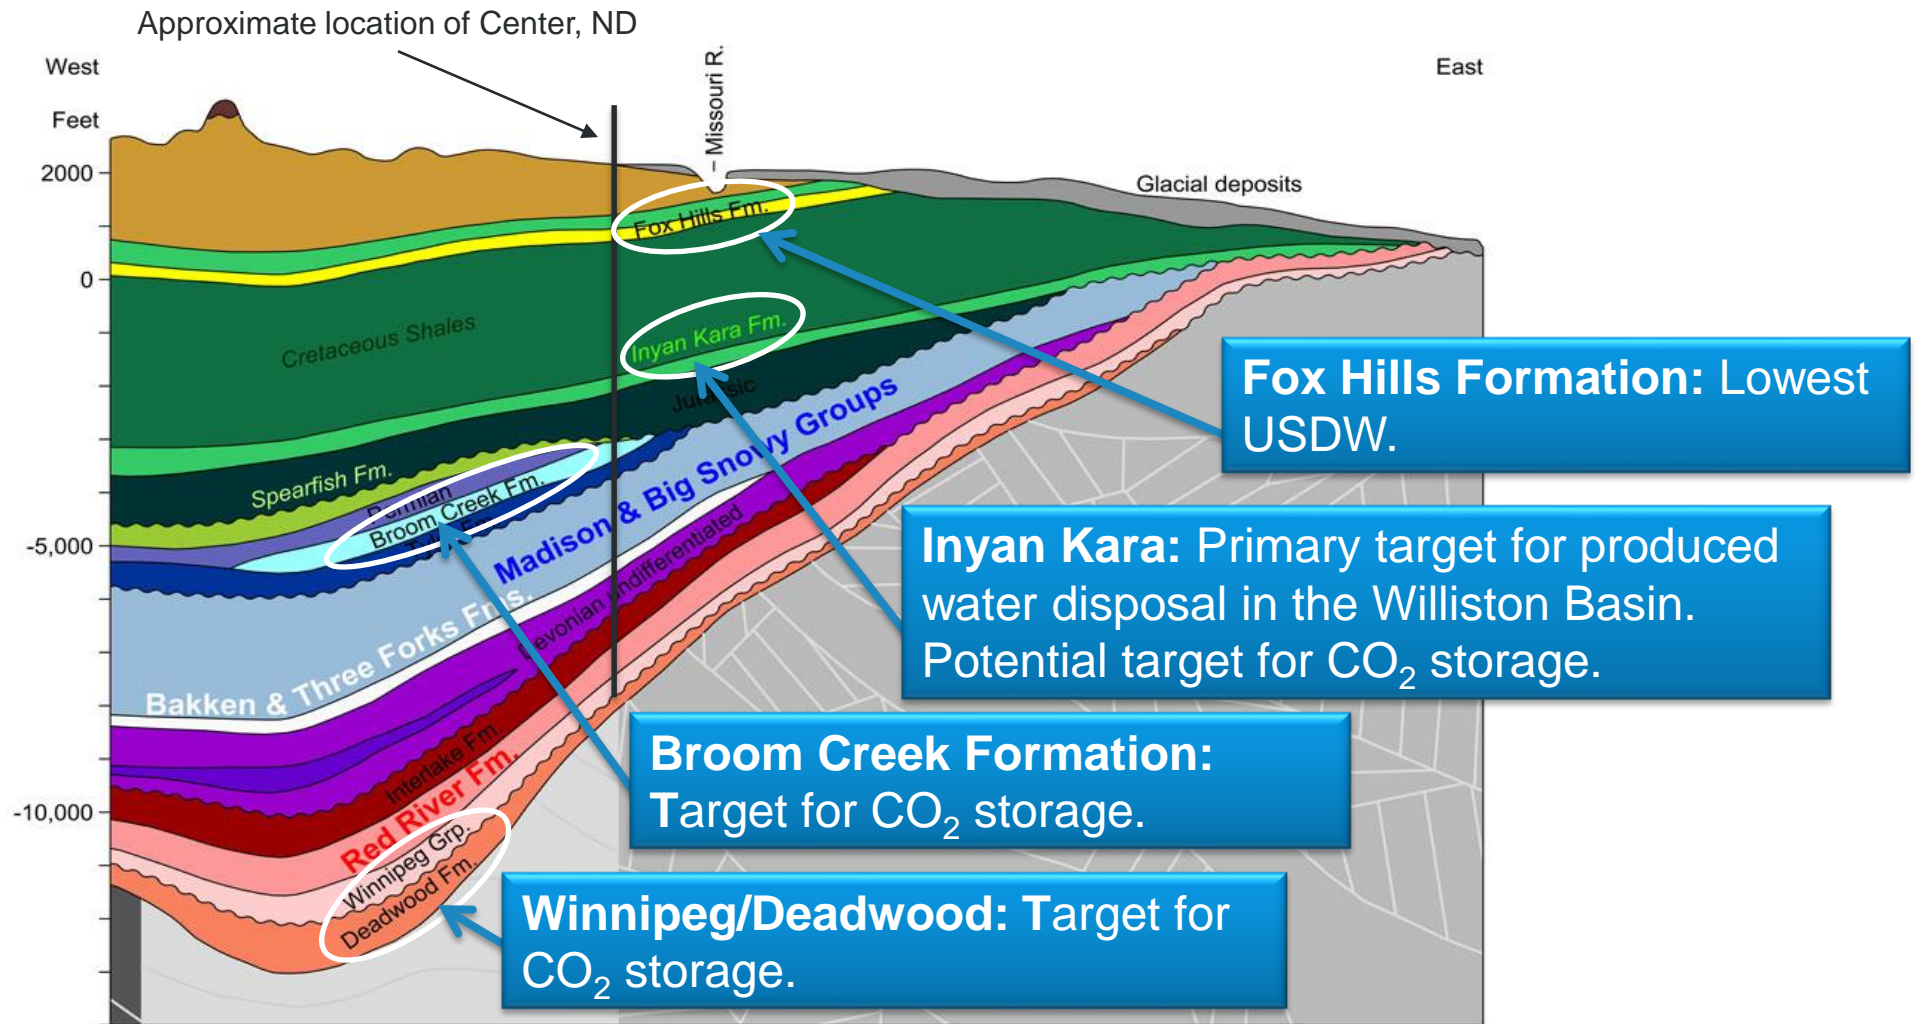 Approximate location of Center, ND
West
East
Feet
Missouri R.
2000
0
-5,000
-10,000
Glacial deposits
Fox Hills Fm.
Cretaceous Shales
Inyan Kara Fm.
Jurassic
Spearfish Fm.
Permian
Broom Creek Fm.
Madison & Big Snowy Groups
Bakken & Three Forks Fms.
Devonian undifferentiated
Interlake Fm.
Red River Fm.
Winnipeg Grp.
Deadwood Fm.
Fox Hills Formation: Lowest
USDW.
Inyan Kara: Primary target for produced
water disposal in the Williston Basin.
Potential target for CO₂ storage.
Broom Creek Formation:
Target for CO₂ storage.
Winnipeg/Deadwood: Target for
CO₂ storage.